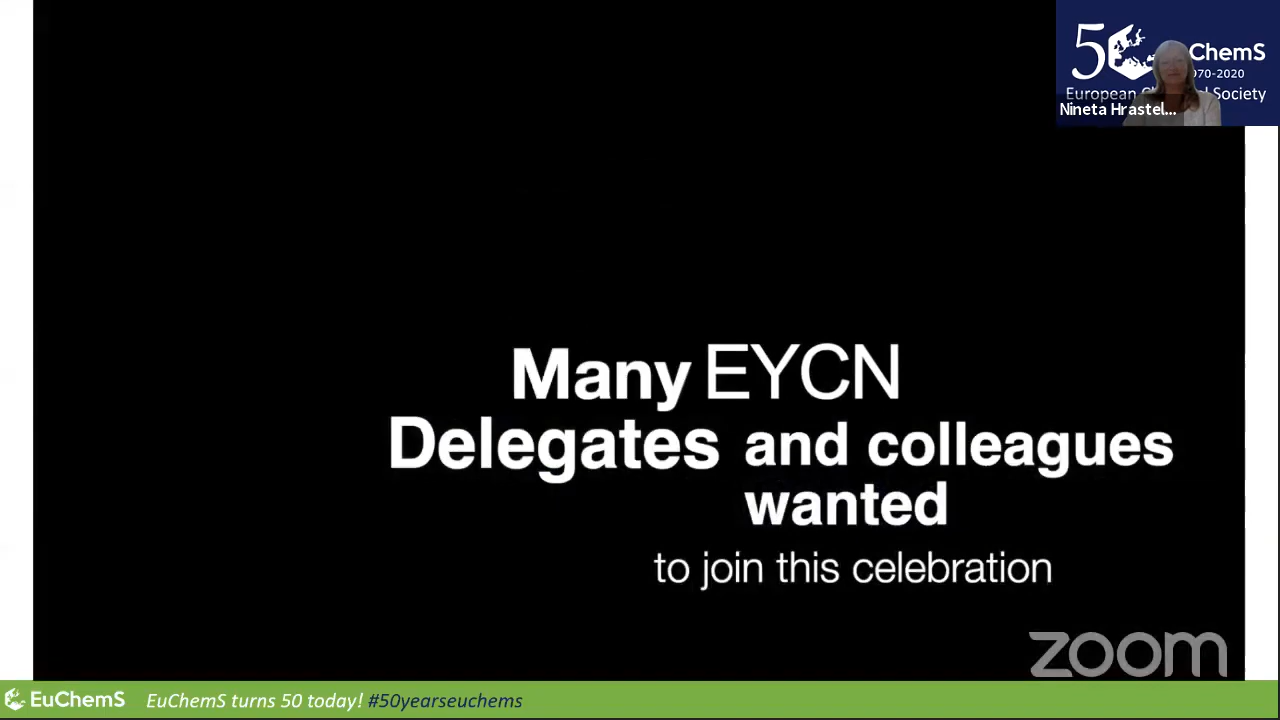 50 ChemS
970-2020
European Ch Society
Nineta Hrastel...
Many EYCN
Delegates and colleagues
wanted
to join this celebration
zoom
EuChemS EuChemS turns 50 today! #50yearseuchems